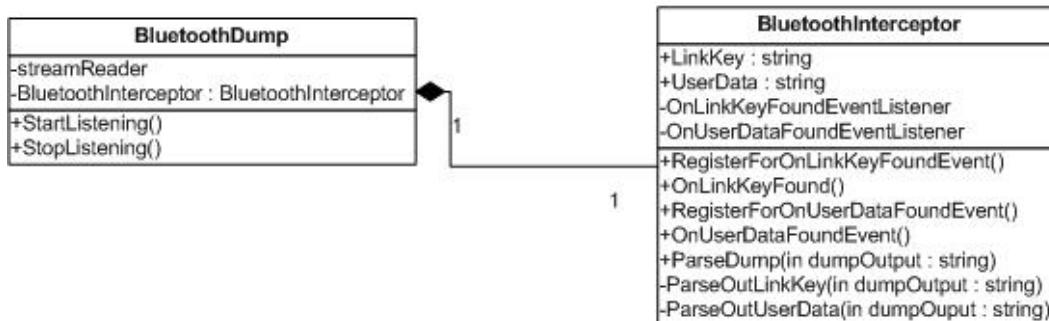 BluetoothDump
-streamReader
-BluetoothInterceptor : BluetoothInterceptor
+StartListening()
+StopListening()
1
1
BluetoothInterceptor
+LinkKey : string
+UserData : string
-OnLinkKeyFoundEventListener
-OnUserDataFoundEventListener
+RegisterForOnLinkKeyFoundEvent()
+OnLinkKeyFound()
+RegisterForOnUserDataFoundEvent()
+OnUserDataFoundEvent()
+ParseDump(in dumpOutput : string)
-ParseOutLinkKey(in dumpOutput : string)
-ParseOutUserData(in dumpOuput : string)